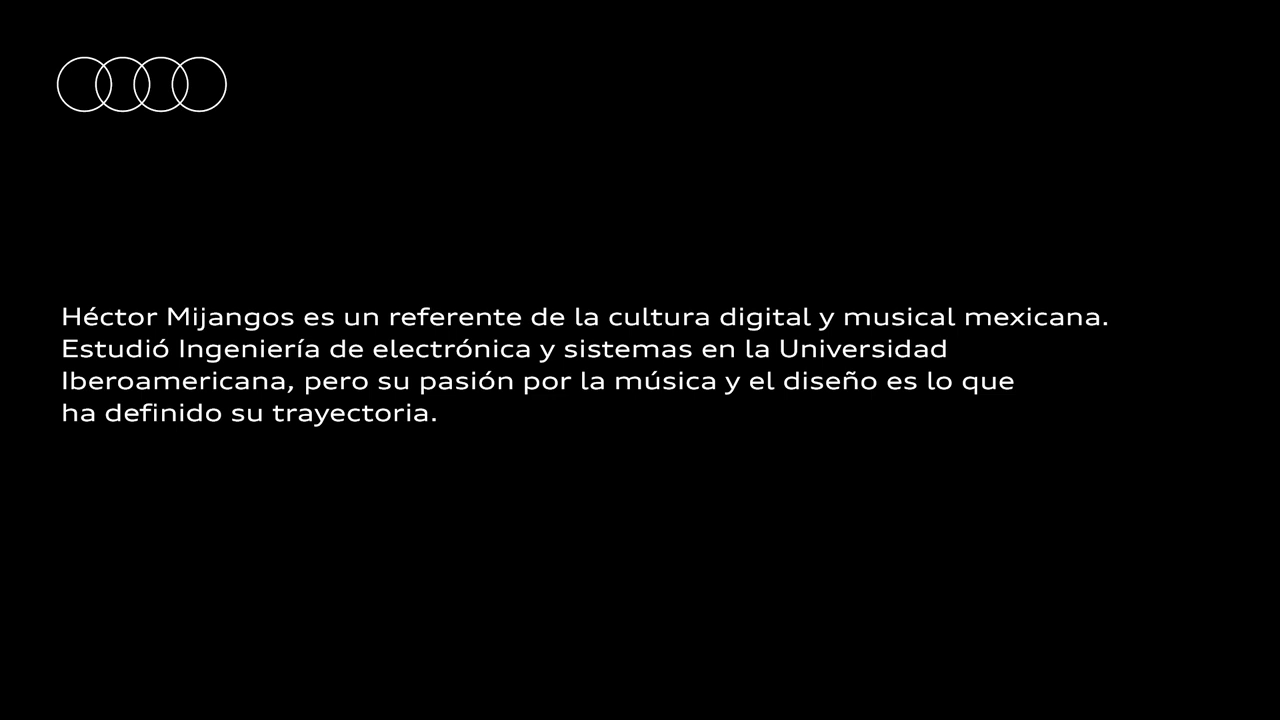 Héctor Mijangos es un referente de la cultura digital y musical mexicana.
Estudió Ingeniería de electrónica y sistemas en la Universidad
Iberoamericana, pero su pasión por la música y el diseño es lo que
ha definido su trayectoria.